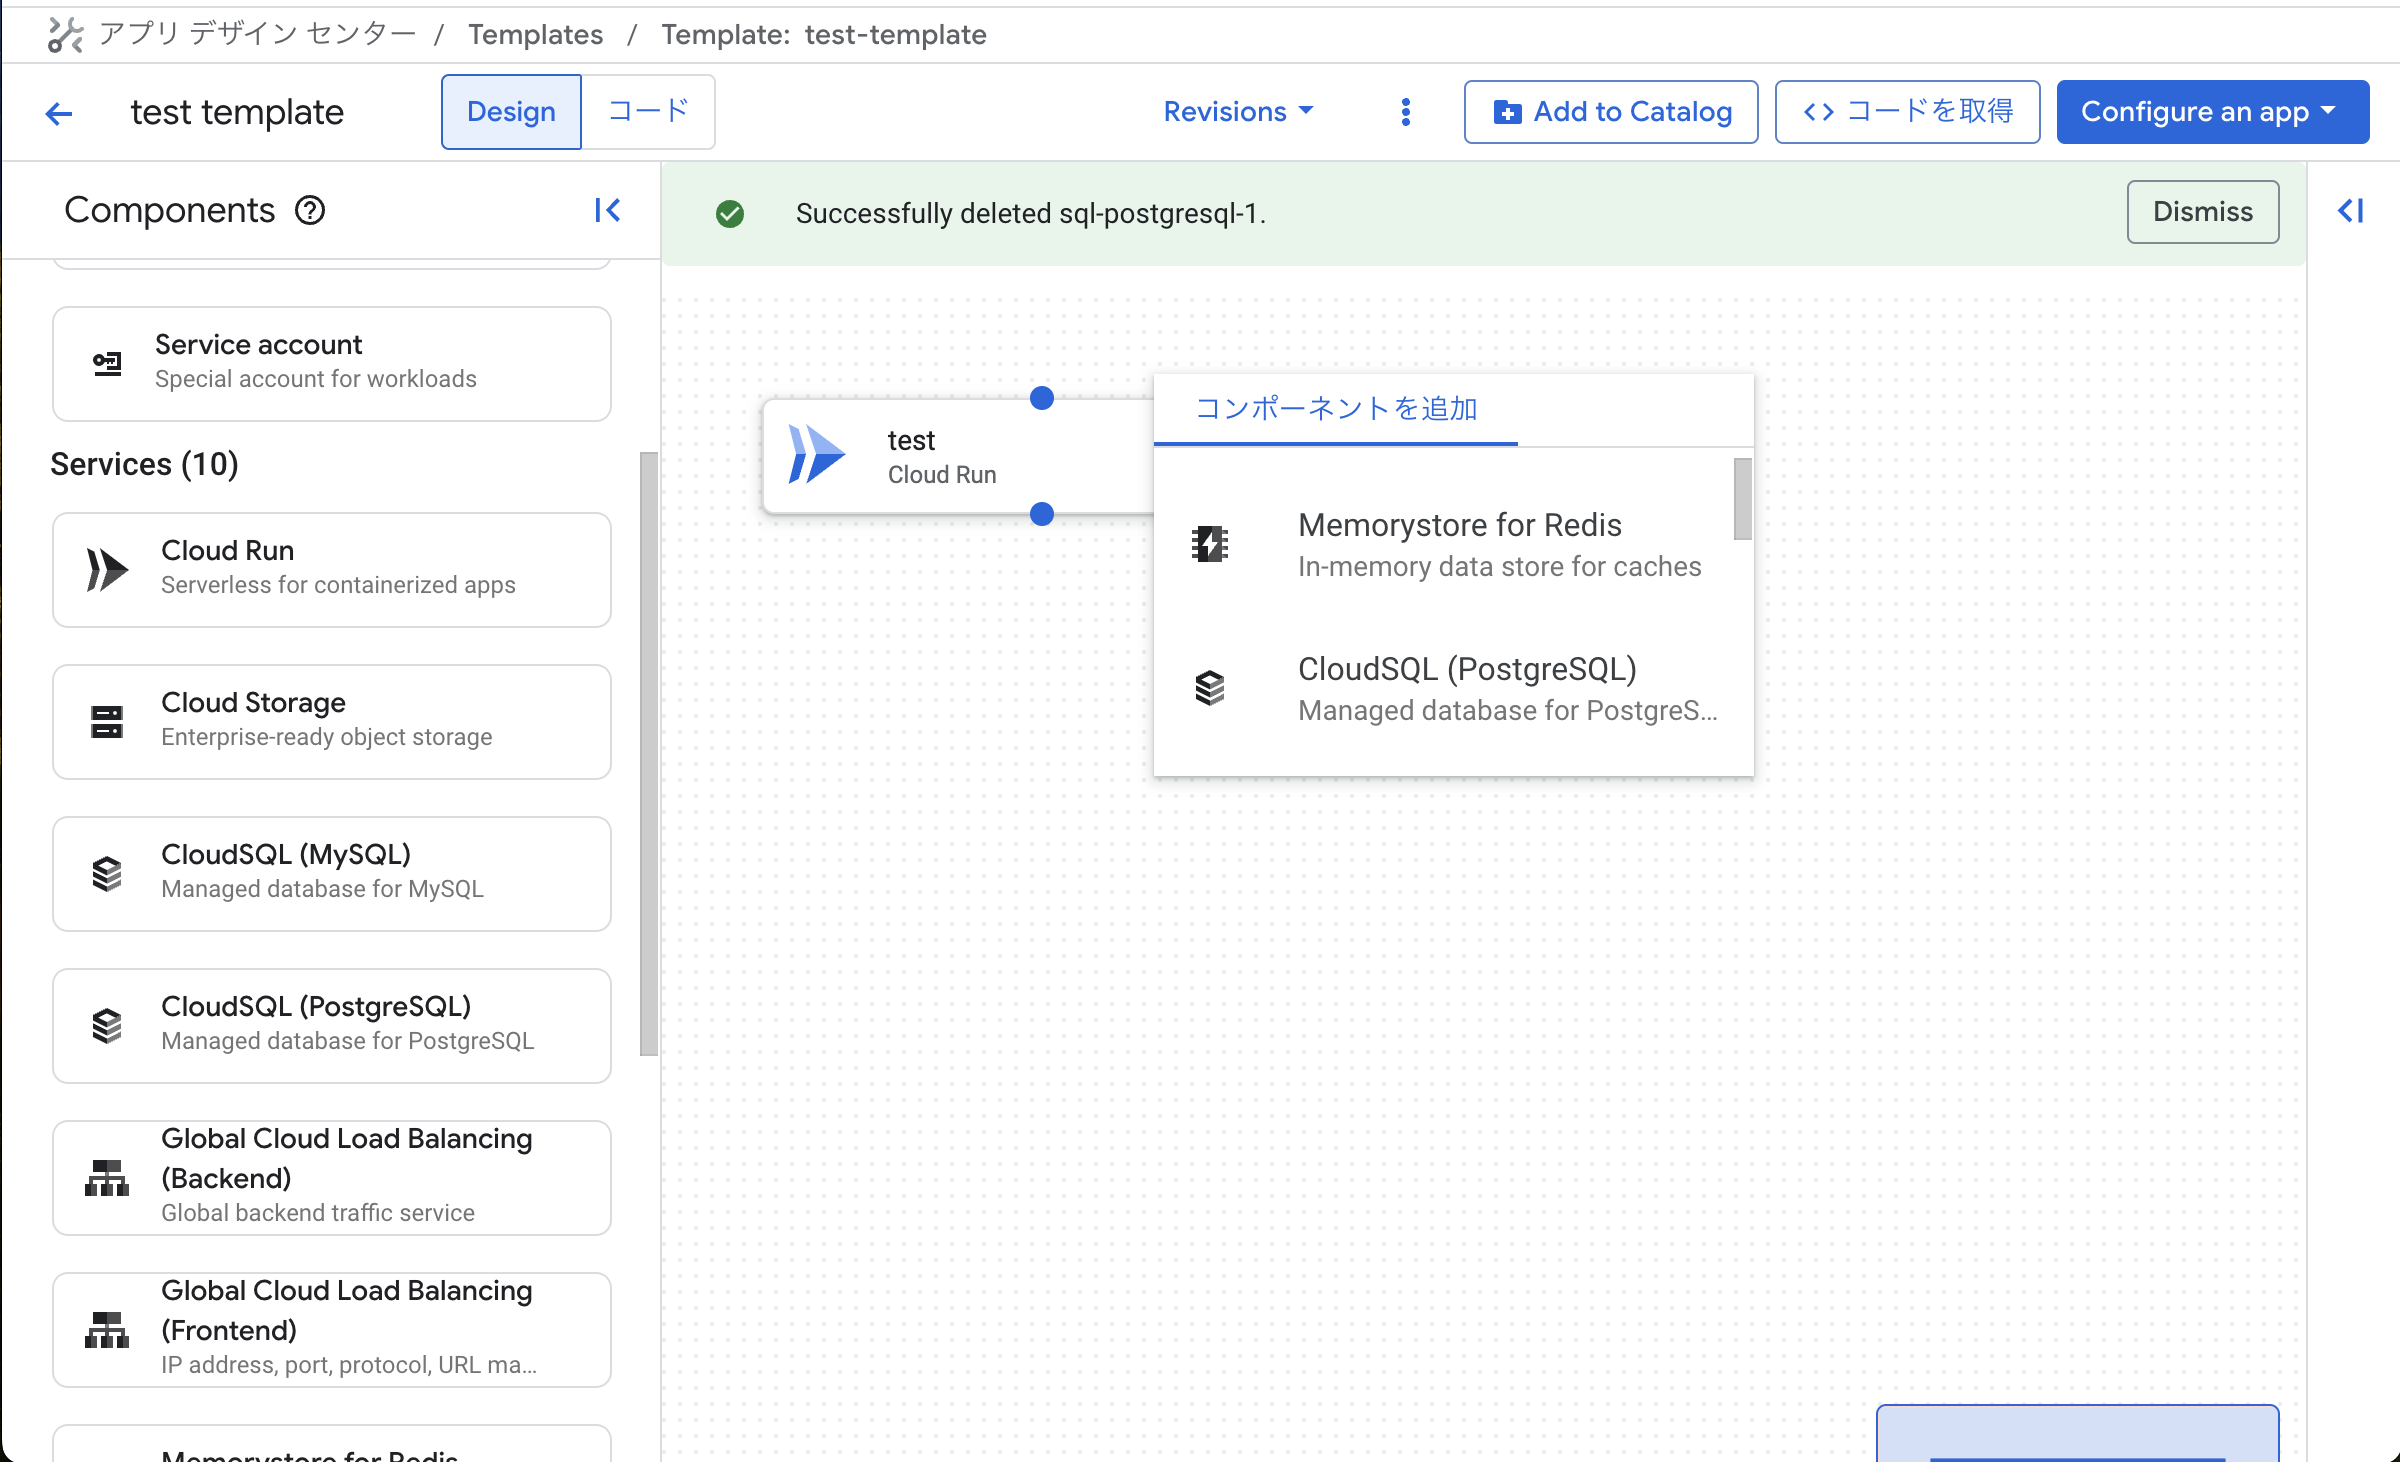 アプリ デザイン センター / Templates / Template: test-template
test template
Design
コード
Revisions
Add to Catalog
コードを取得
Configure an app
Components
Successfully deleted sql-postgresql-1.
Dismiss
Service account
Special account for workloads
Services (10)
Cloud Run
Serverless for containerized apps
Cloud Storage
Enterprise-ready object storage
CloudSQL (MySQL)
Managed database for MySQL
CloudSQL (PostgreSQL)
Managed database for PostgreSQL
Global Cloud Load Balancing
(Backend)
Global backend traffic service
Global Cloud Load Balancing
(Frontend)
IP address, port, protocol, URL ma...
Memorystore for Redis
test
Cloud Run
コンポーネントを追加
Memorystore for Redis
In-memory data store for caches
CloudSQL (PostgreSQL)
Managed database for PostgreS...